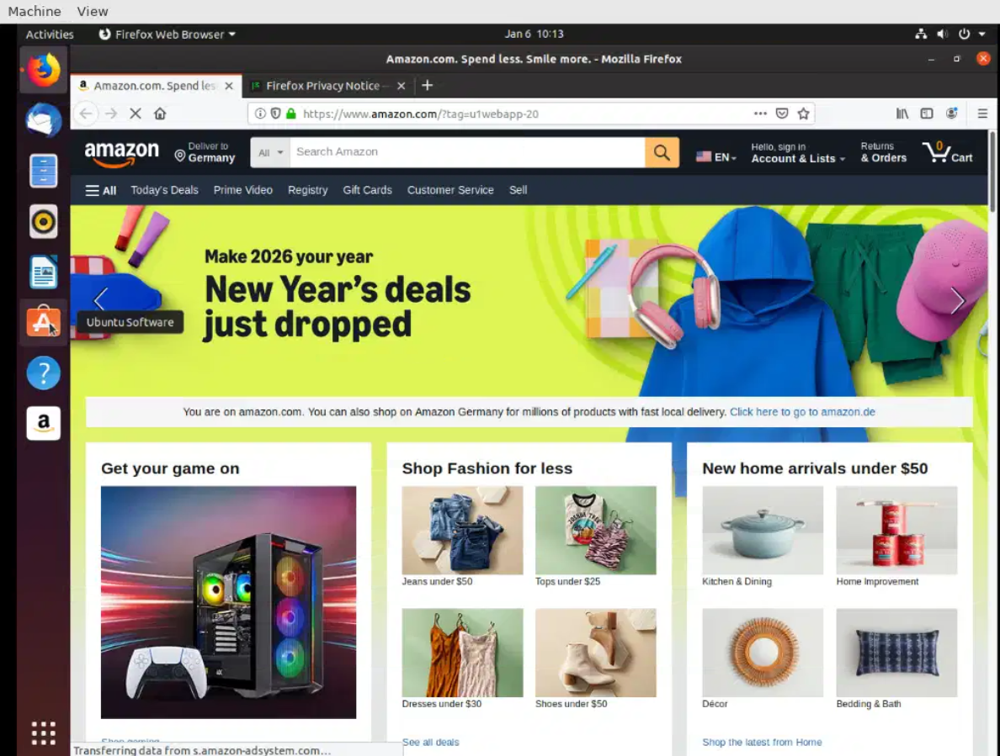 Machine View
Activities Firefox Web Browser Jan 6 10:13
Amazon.com. Spend less. Smile more. - Mozilla Firefox
Amazon.com. Spend les Firefox Privacy Notice
https://www.amazon.com/?tag=u1webapp-20
amazon
Deliver to
Germany
All
Search Amazon
EN
Hello, sign in
Account & Lists
Returns
& Orders
0
Cart
All Today's Deals Prime Video Registry Gift Cards Customer Service Sell
Make 2026 your year
New Year's deals
just dropped
Ubuntu Software
You are on amazon.com. You can also shop on Amazon Germany for millions of products with fast local delivery. Click here to go to amazon.de
Get your game on
Shop gaming
Shop Fashion for less
Jeans under $50
Tops under $25
Dresses under $30
Shoes under $50
See all deals
New home arrivals under $50
Kitchen & Dining
Home Improvement
Décor
Bedding & Bath
Shop the latest from Home
Transferring data from s.amazon-adsystem.com...